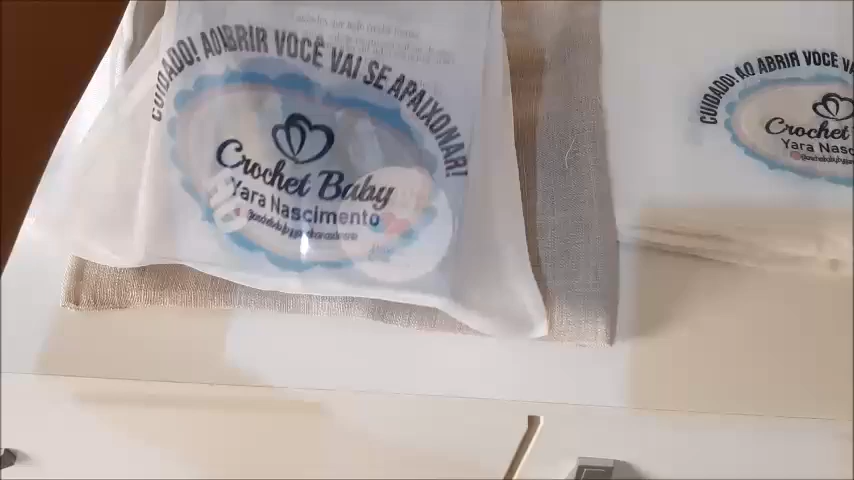 CUIDADO! AO ABRIR VOCÊ VAI SE APAIXONAR!
Crochet Baby
Yara Nascimento
CUIDADO! AO ABRIR VOCÊ
Crochet
Yara Nasc